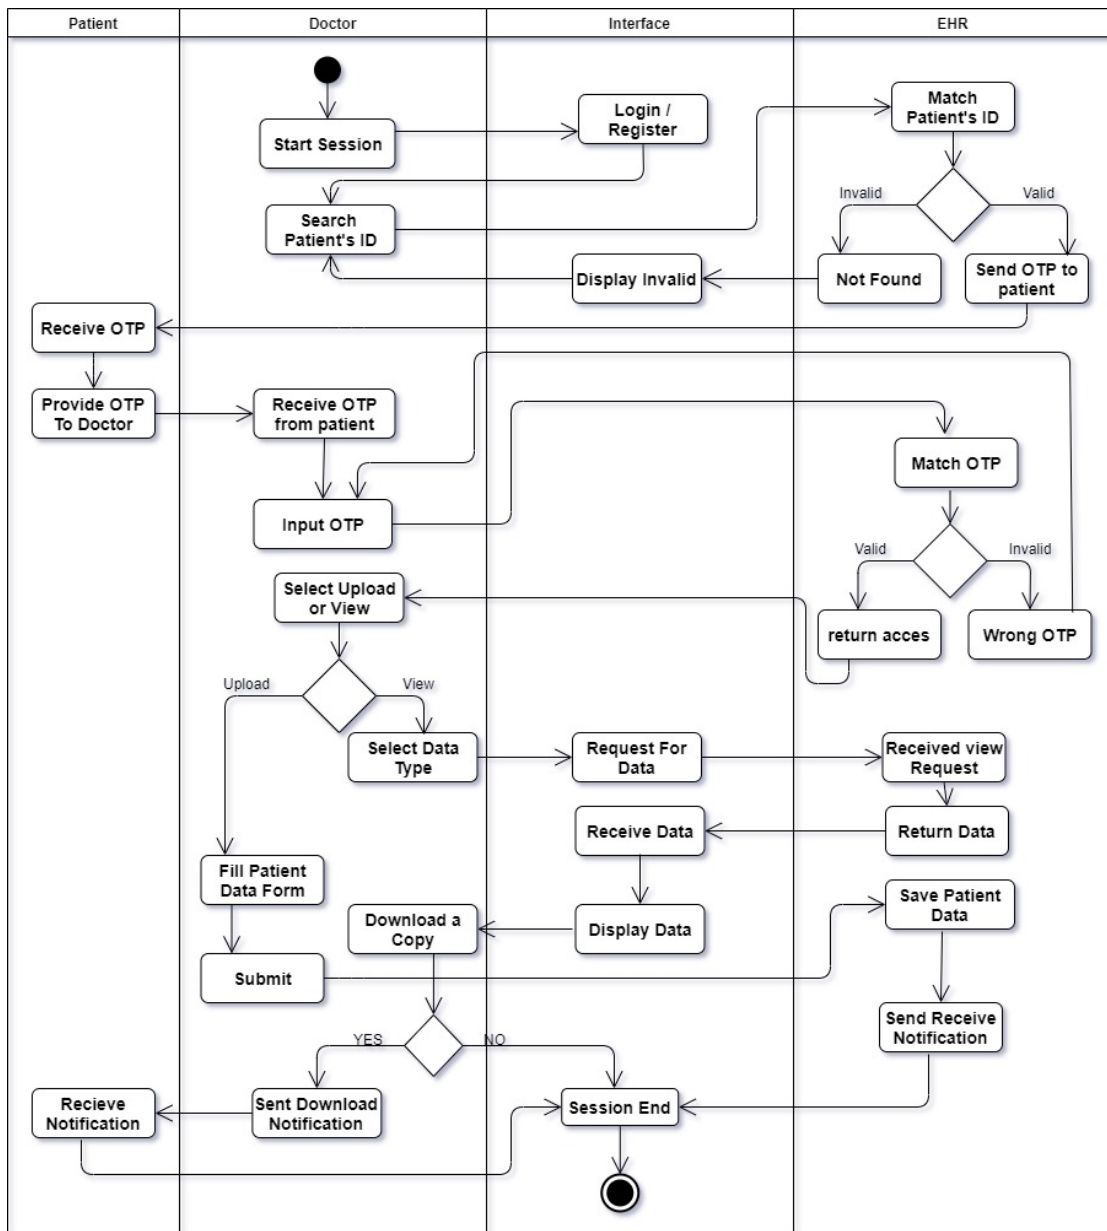 Patient
Doctor
Interface
EHR
Start Session
Login /
Register
Match
Patient's ID
Invalid
Valid
Search
Patient's ID
Display Invalid
Not Found
Send OTP to
patient
Receive OTP
Provide OTP
To Doctor
Receive OTP
from patient
Match OTP
Input OTP
Valid
Invalid
Select Upload
or View
return acces
Wrong OTP
Upload
View
Select Data
Type
Request For
Data
Received view
Request
Receive Data
Return Data
Fill Patient
Data Form
Save Patient
Data
Download a
Copy
Display Data
Submit
Send Receive
Notification
YES
NO
Recieve
Notification
Sent Download
Notification
Session End